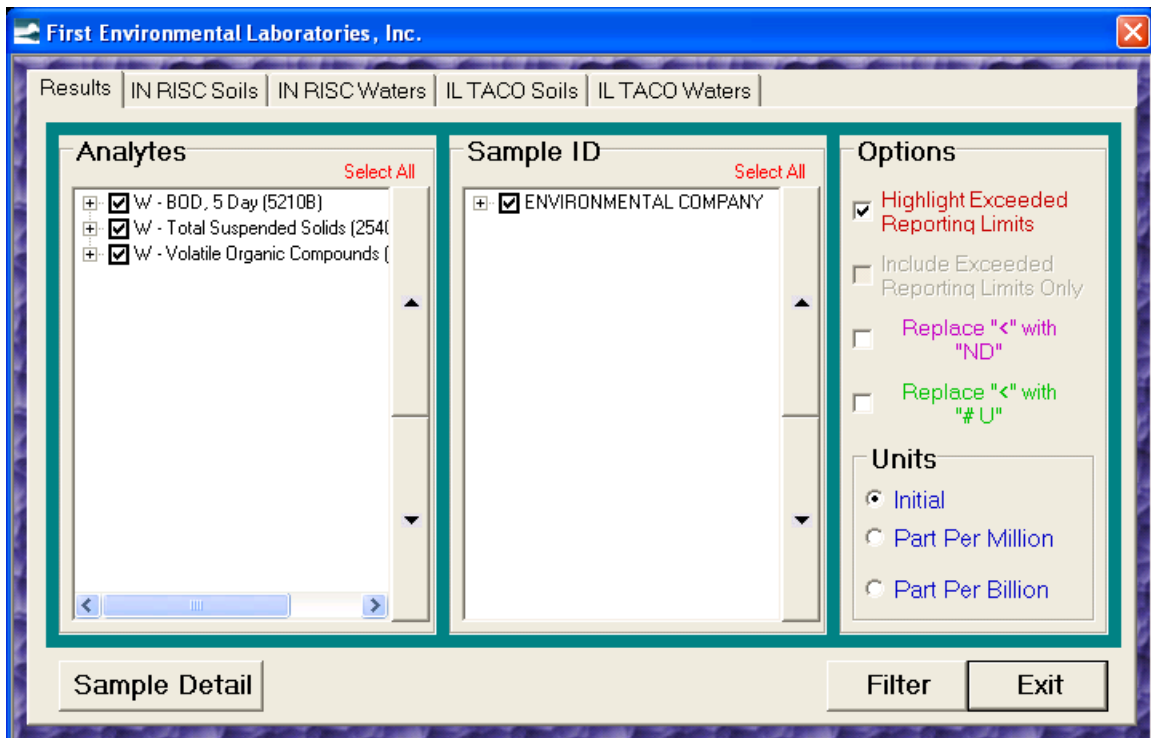 First Environmental Laboratories, Inc.
Results IN RISC Soils IN RISC Waters IL TACO Soils IL TACO Waters
Analytes
Select All
W - BOD, 5 Day (5210B)
W - Total Suspended Solids (254(
W - Volatile Organic Compounds (
Sample ID
Select All
ENVIRONMENTAL COMPANY
Options
Highlight Exceeded
Reporting Limits
Include Exceeded
Reporting Limits Only
Replace "<" with
"ND"
Replace "<" with
"# U"
Units
Initial
Part Per Million
Part Per Billion
Sample Detail
Filter
Exit